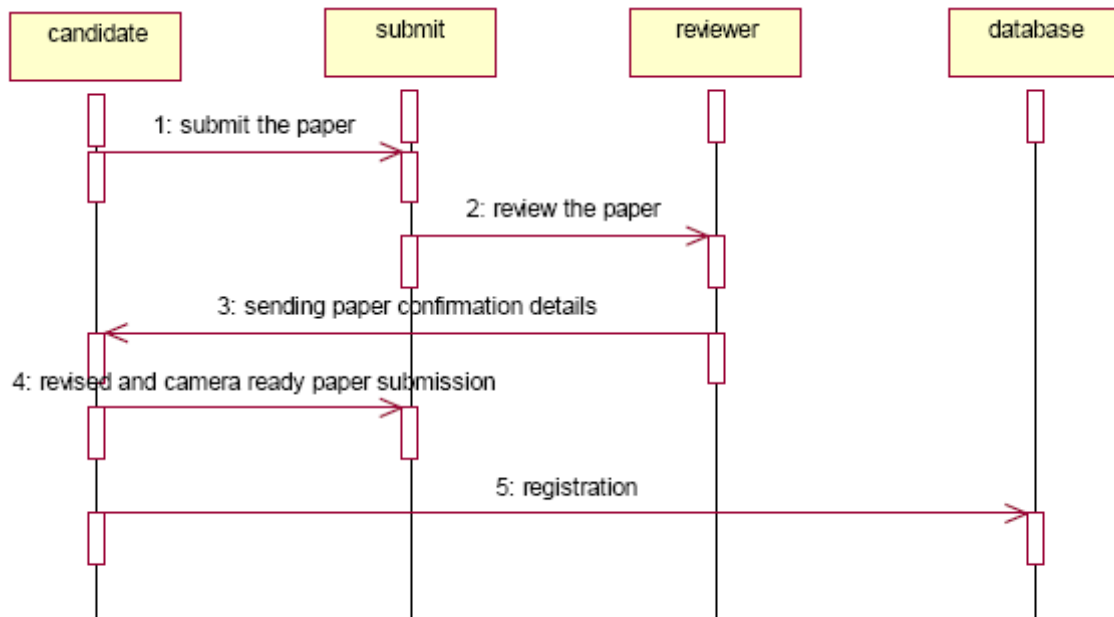 candidate
submit
reviewer
database
1: submit the paper
2: review the paper
3: sending paper confirmation details
4: revised and camera ready paper submission
5: registration